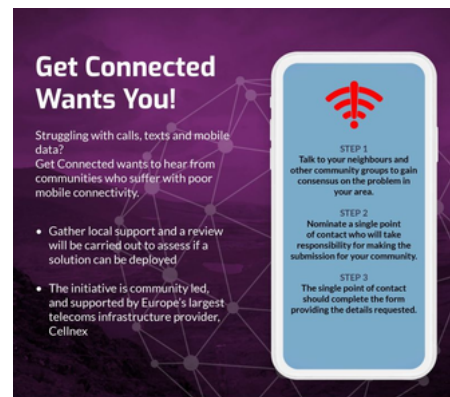 Get Connected
Wants You!
Struggling with calls, texts and mobile
data?
Get Connected wants to hear from
communities who suffer with poor
mobile connectivity.
• Gather local support and a review
will be carried out to assess if a
solution can be deployed
• The initiative is community led,
and supported by Europe's largest
telecoms infrastructure provider,
Cellnex
STEP 1
Talk to your neighbours and
other community groups to gain
consensus on the problem in
your area.
STEP 2
Nominate a single point
of contact who will take
responsibility for making the
submission for your community.
STEP 3
The single point of contact
should complete the form
providing the details requested.